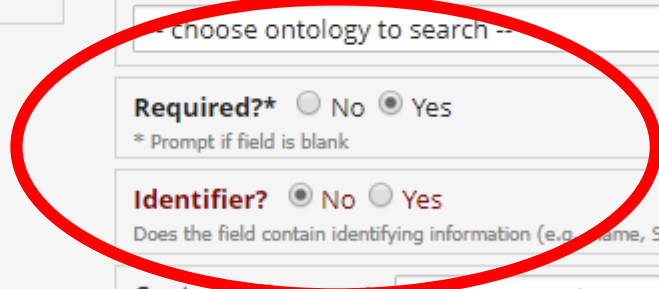 choose ontology to search --
Required?* No Yes
* Prompt if field is blank
Identifier? No Yes
Does the field contain identifying information (e.g. name, S